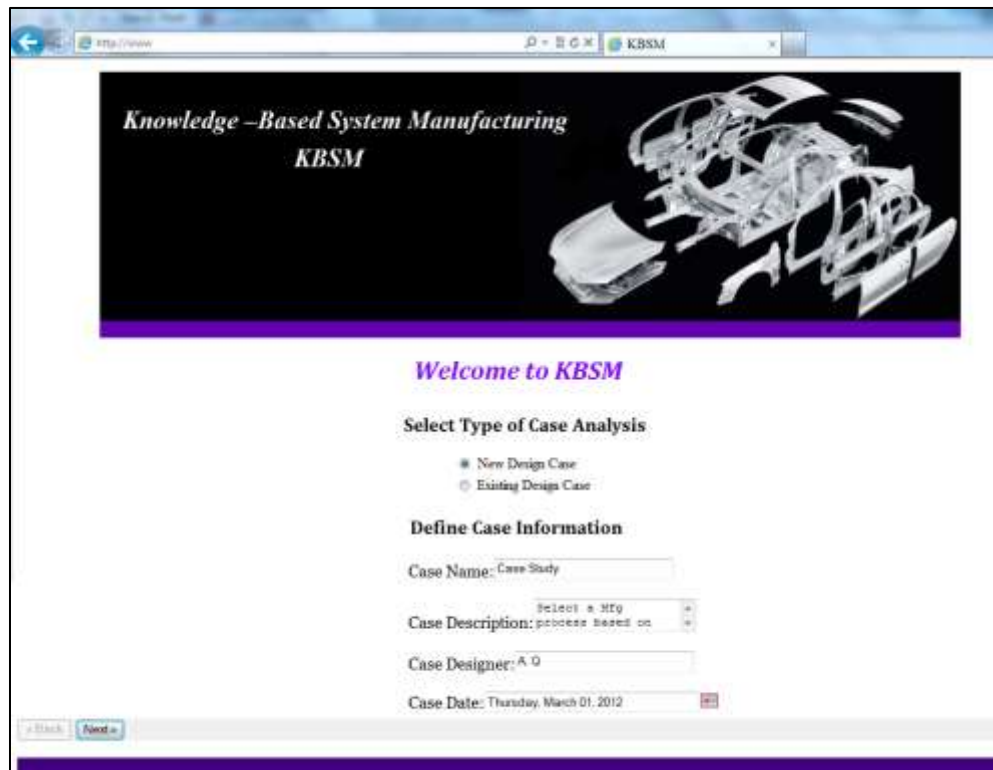 http://www
KBSM
Knowledge –Based System Manufacturing
KBSM
Welcome to KBSM
Select Type of Case Analysis
New Design Case
Existing Design Case
Define Case Information
Case Name: Case Study
Case Description: Select a Mfg
process based on
Case Designer: A Q
Case Date: Thursday, March 01, 2012
« Back Next »